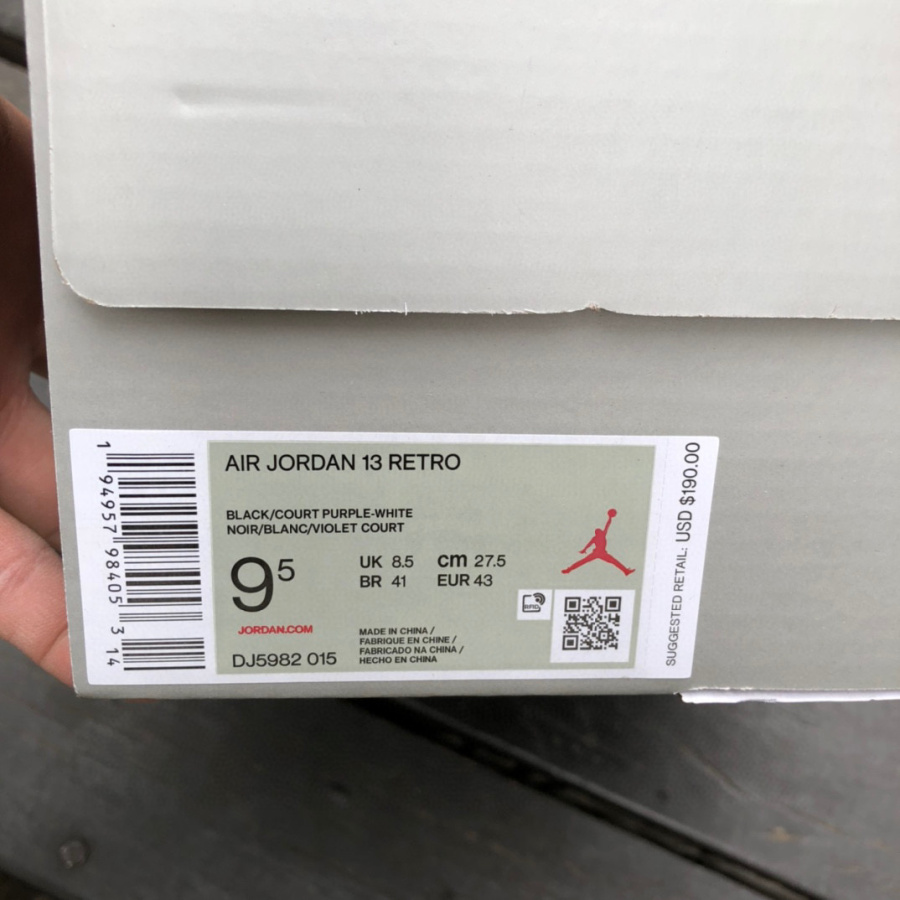 AIR JORDAN 13 RETRO
BLACK/COURT PURPLE-WHITE
NOIR/BLANC/VIOLET COURT
9 5
UK 8.5 cm 27.5
BR 41 EUR 43
RFID
JORDAN.COM
MADE IN CHINA /
FABRIQUE EN CHINE /
FABRICADO NA CHINA /
HECHO EN CHINA
DJ5982 015
1 94957 98405 3 14
SUGGESTED RETAIL: USD $190.00